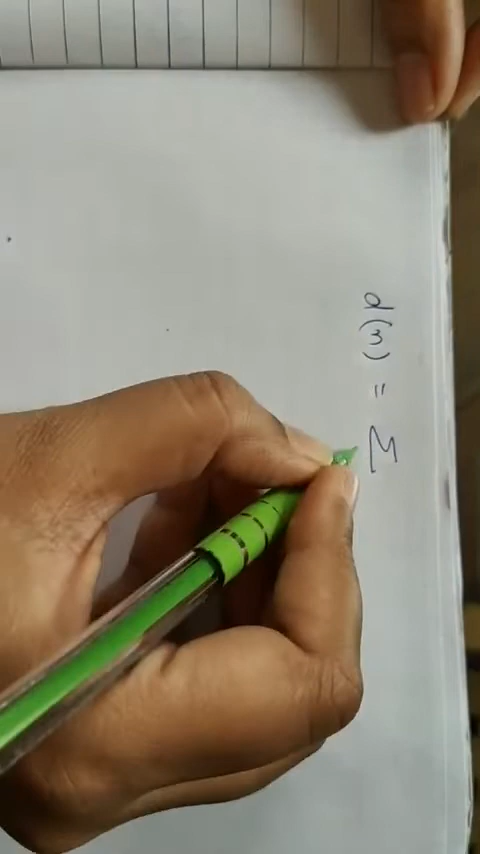 d(n) = Σ